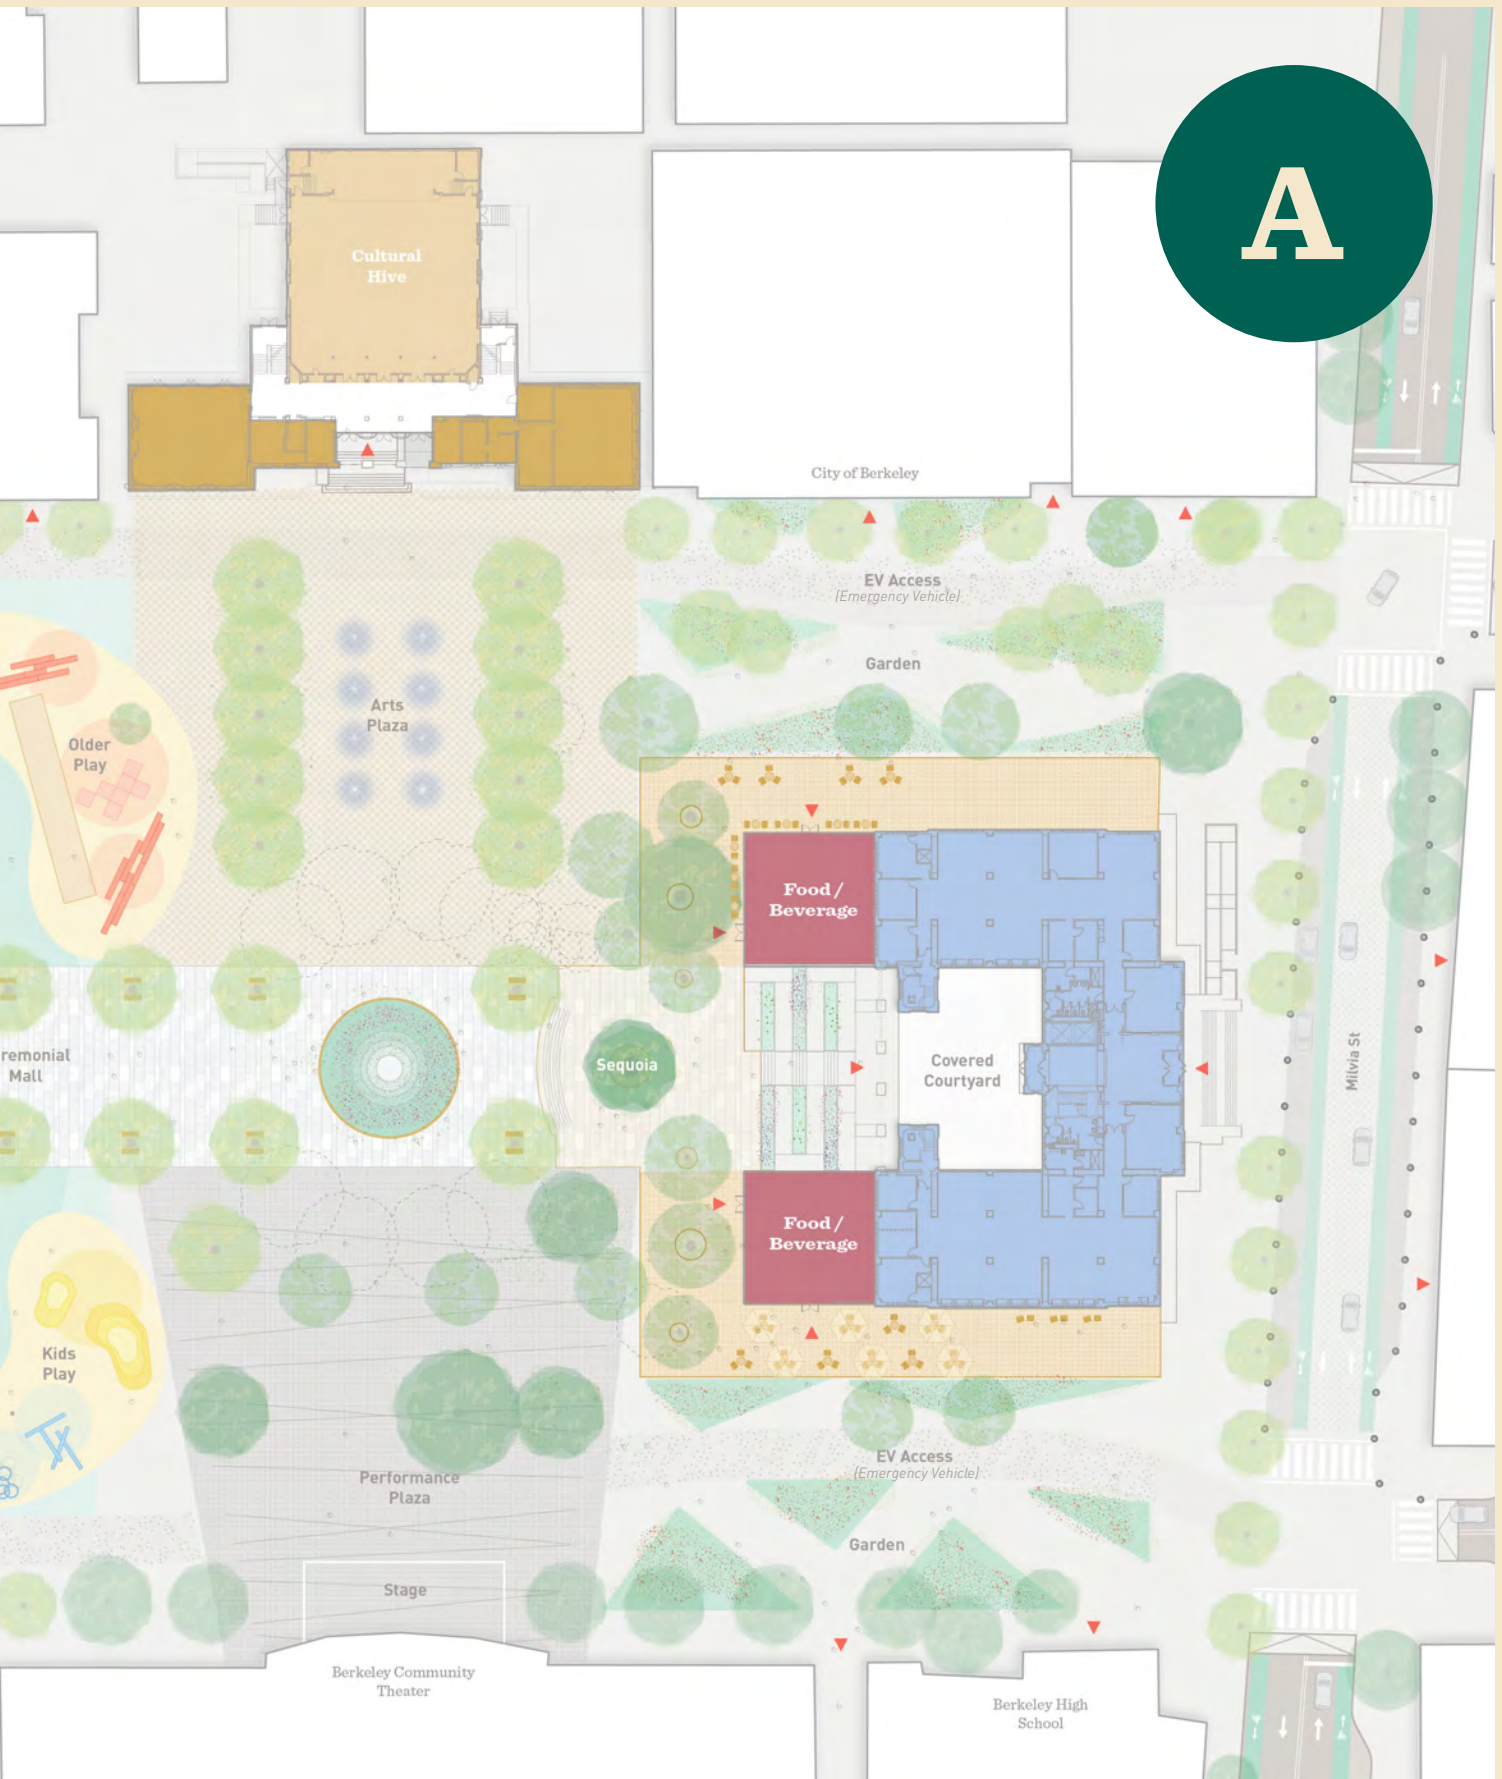 A
Cultural
Hive
City of Berkeley
EV Access
(Emergency Vehicle)
Garden
Arts
Plaza
Older
Play
Food /
Beverage
remonial
Mall
Sequoia
Covered
Courtyard
Milvia St
Food /
Beverage
Kids
Play
EV Access
(Emergency Vehicle)
Performance
Plaza
Garden
Stage
Berkeley Community
Theater
Berkeley High
School